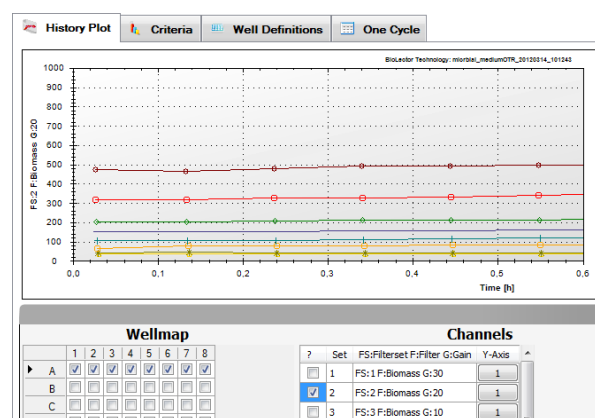 History Plot Criteria Well Definitions One Cycle
BioLector Technology: miorbial_mediumOTR_20120314_101243
1000
900
800
700
600
500
400
300
200
100
0
FS:2 F:Biomass G:20
0,0 0,1 0,2 0,3 0,4 0,5 0,6
Time [h]
Wellmap Channels
1 2 3 4 5 6 7 8 ? Set FS:Filterset F:Filter G:Gain Y-Axis
A 1 FS:1 F:Biomass G:30 1
B 2 FS:2 F:Biomass G:20 1
C 3 FS:3 F:Biomass G:10 1